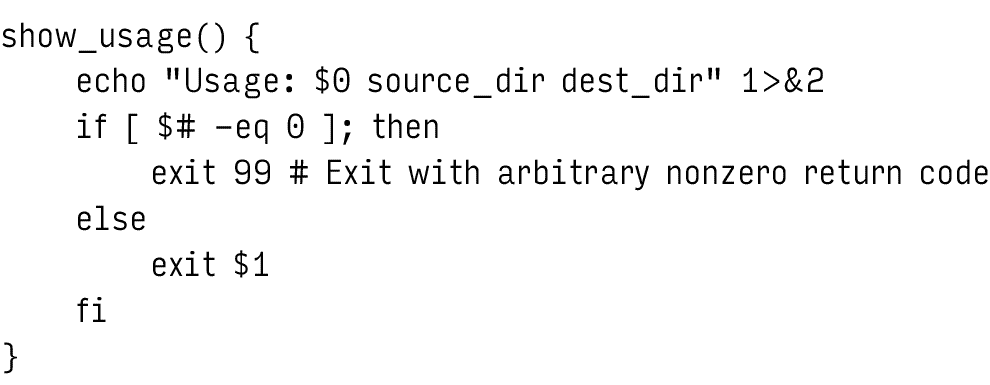 show_usage() {
    echo "Usage: $0 source_dir dest_dir" 1>&2
    if [ $# -eq 0 ]; then
        exit 99 # Exit with arbitrary nonzero return code
    else
        exit $1
    fi
}